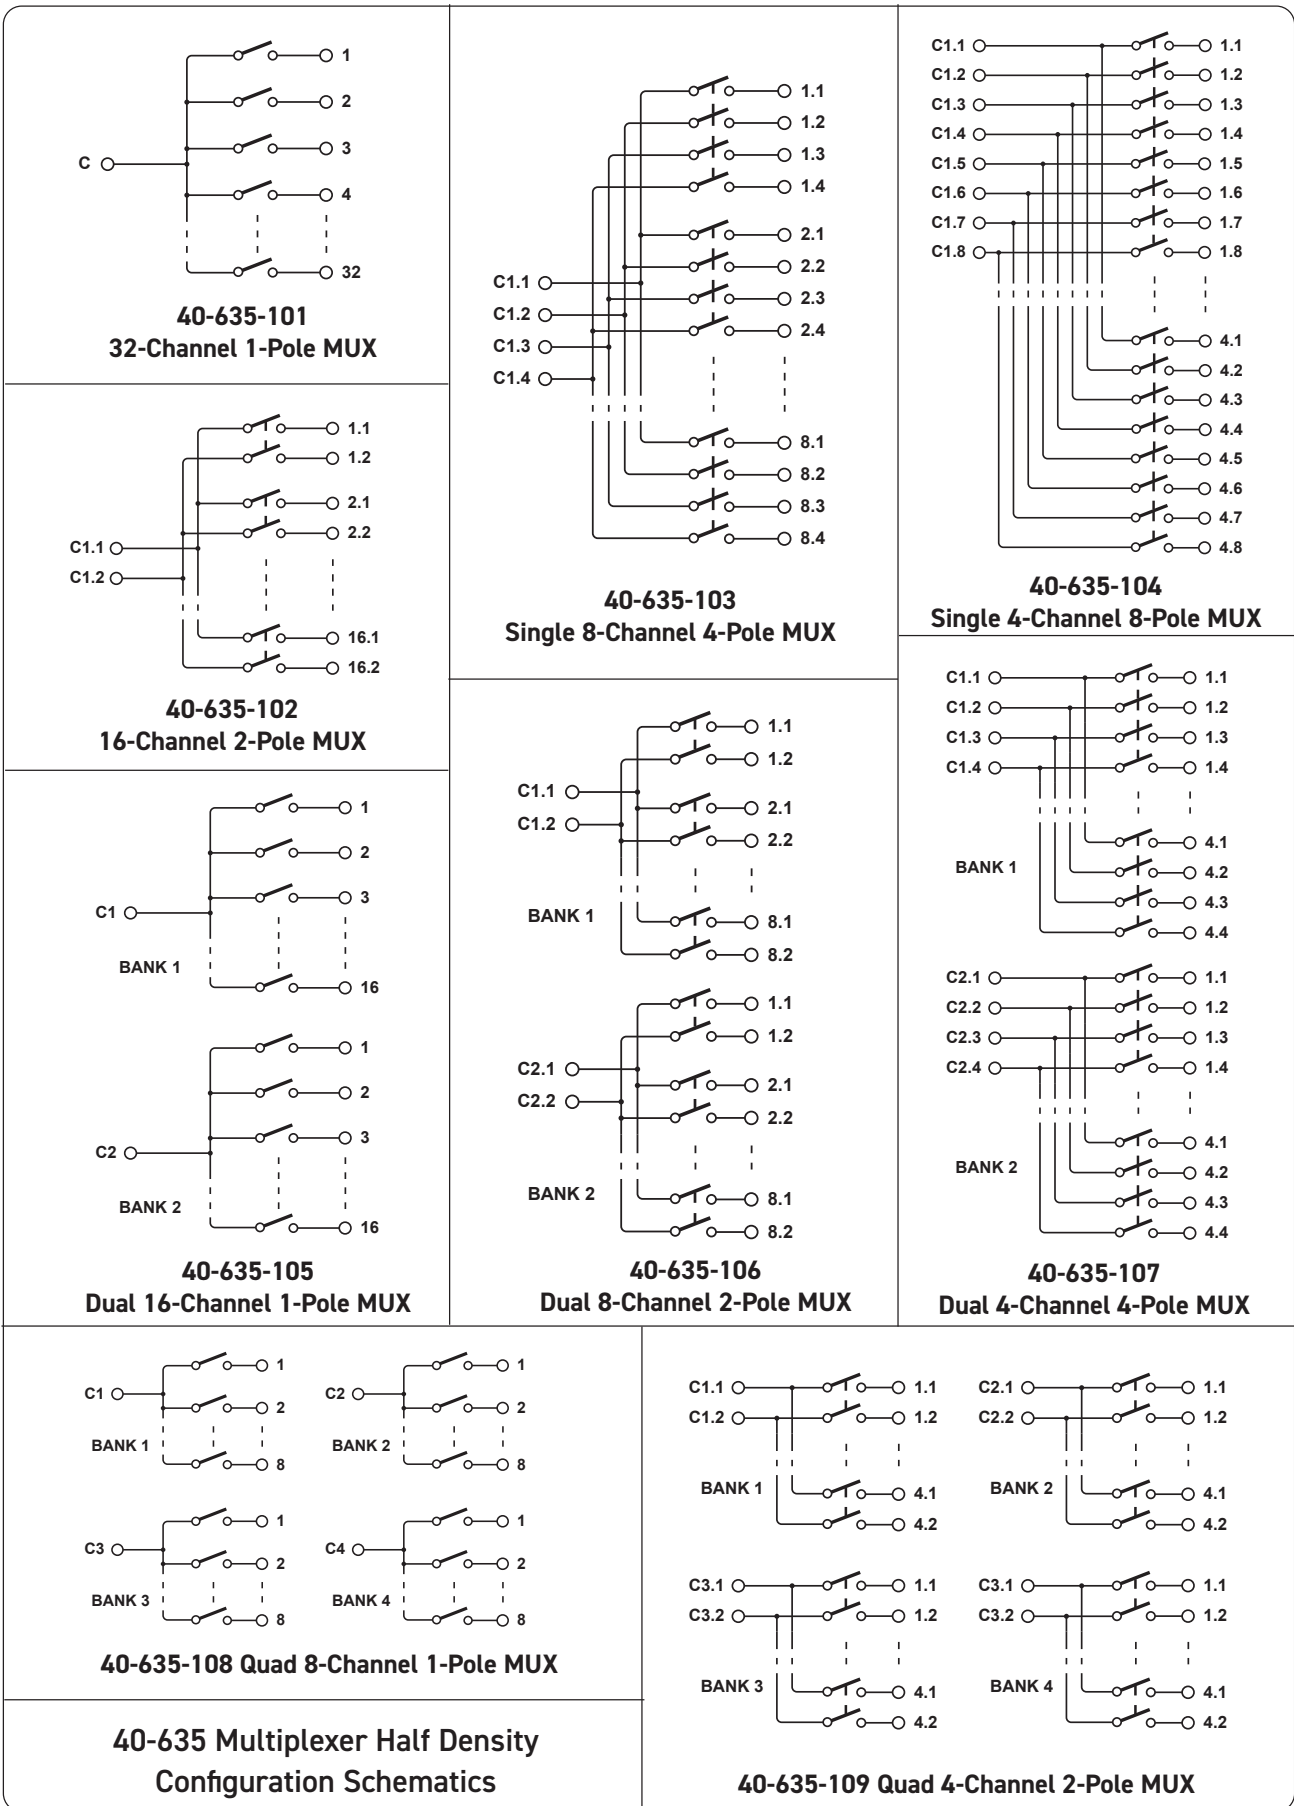 1
2
3
C
4
32
40-635-101
32-Channel 1-Pole MUX
1.1
1.2
2.1
2.2
C1.1
C1.2
16.1
16.2
40-635-102
16-Channel 2-Pole MUX
1.1
1.2
1.3
1.4
2.1
2.2
C1.1
2.3
C1.2
2.4
C1.3
C1.4
8.1
8.2
8.3
8.4
40-635-103
Single 8-Channel 4-Pole MUX
C1.1 1.1
C1.2 1.2
C1.3 1.3
C1.4 1.4
C1.5 1.5
C1.6 1.6
C1.7 1.7
C1.8 1.8
4.1
4.2
4.3
4.4
4.5
4.6
4.7
4.8
40-635-104
Single 4-Channel 8-Pole MUX
1
2
3
C1
BANK 1
16
1
2
3
C2
BANK 2
16
40-635-105
Dual 16-Channel 1-Pole MUX
1.1
1.2
C1.1
2.1
C1.2
2.2
BANK 1
8.1
8.2
1.1
1.2
C2.1
2.1
C2.2
2.2
BANK 2
8.1
8.2
40-635-106
Dual 8-Channel 2-Pole MUX
C1.1 1.1
C1.2 1.2
C1.3 1.3
C1.4 1.4
4.1
BANK 1
4.2
4.3
4.4
C2.1 1.1
C2.2 1.2
C2.3 1.3
C2.4 1.4
4.1
BANK 2
4.2
4.3
4.4
40-635-107
Dual 4-Channel 4-Pole MUX
1
C1
2
BANK 1
8
1
C2
2
BANK 2
8
1
C3
2
BANK 3
8
1
C4
2
BANK 4
8
40-635-108 Quad 8-Channel 1-Pole MUX
C1.1 1.1
C1.2 1.2
BANK 1
4.1
4.2
C2.1 1.1
C2.2 1.2
BANK 2
4.1
4.2
C3.1 1.1
C3.2 1.2
BANK 3
4.1
4.2
C3.1 1.1
C3.2 1.2
BANK 4
4.1
4.2
40-635-109 Quad 4-Channel 2-Pole MUX
40-635 Multiplexer Half Density
Configuration Schematics